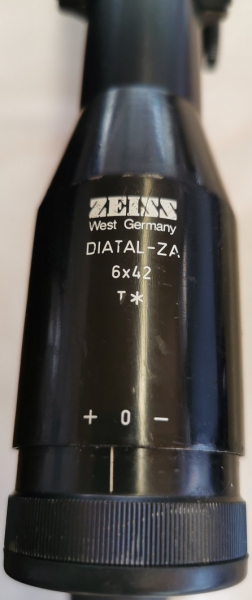 ZEISS
West Germany
DIATAL-ZA
6x42
T*
+ 0 -